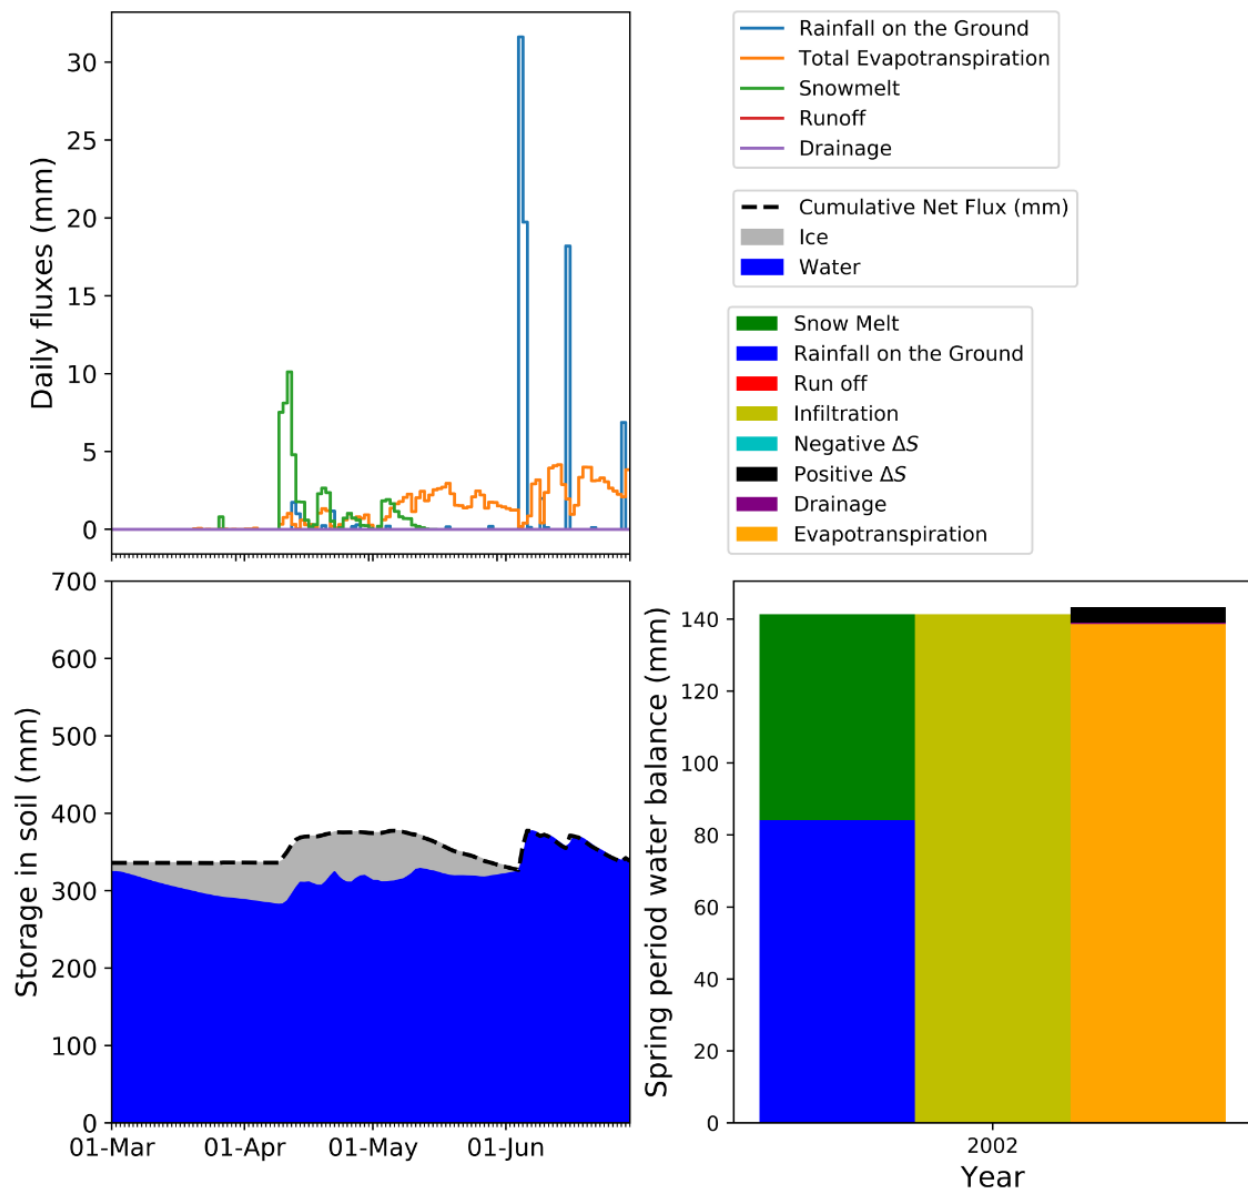 Daily fluxes (mm)
30
25
20
15
10
5
0
Rainfall on the Ground
Total Evapotranspiration
Snowmelt
Runoff
Drainage
Cumulative Net Flux (mm)
Ice
Water
Snow Melt
Rainfall on the Ground
Run off
Infiltration
Negative ΔS
Positive ΔS
Drainage
Evapotranspiration
Storage in soil (mm)
700
600
500
400
300
200
100
0
01-Mar
01-Apr
01-May
01-Jun
Spring period water balance (mm)
140
120
100
80
60
40
20
0
2002
Year